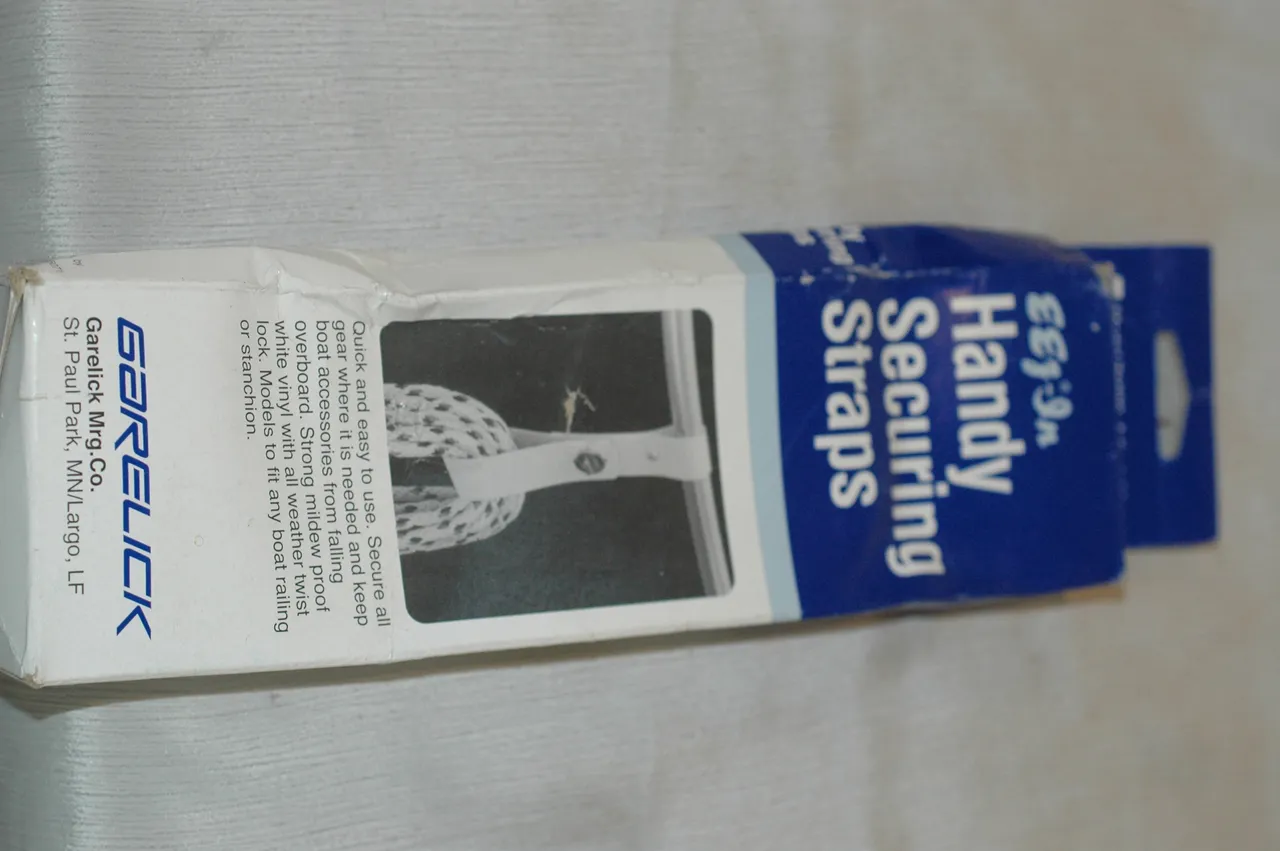 EEz-In
Handy
Securing
Straps
Quick and easy to use. Secure all
gear where it is needed and keep
boat accessories from falling
overboard. Strong mildew proof
white vinyl with all weather twist
lock. Models to fit any boat railing
or stanchion.
GARELICK
Garelick Mrg.Co.
St. Paul Park, MN/Largo, LF